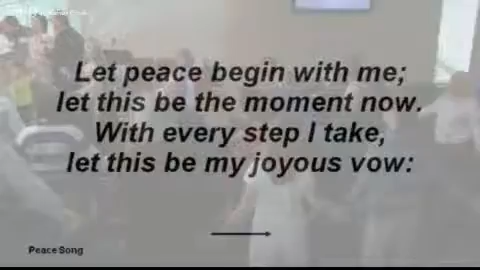 Let peace begin with me;
let this be the moment now.
With every step I take,
let this be my joyous vow:
Peace Song